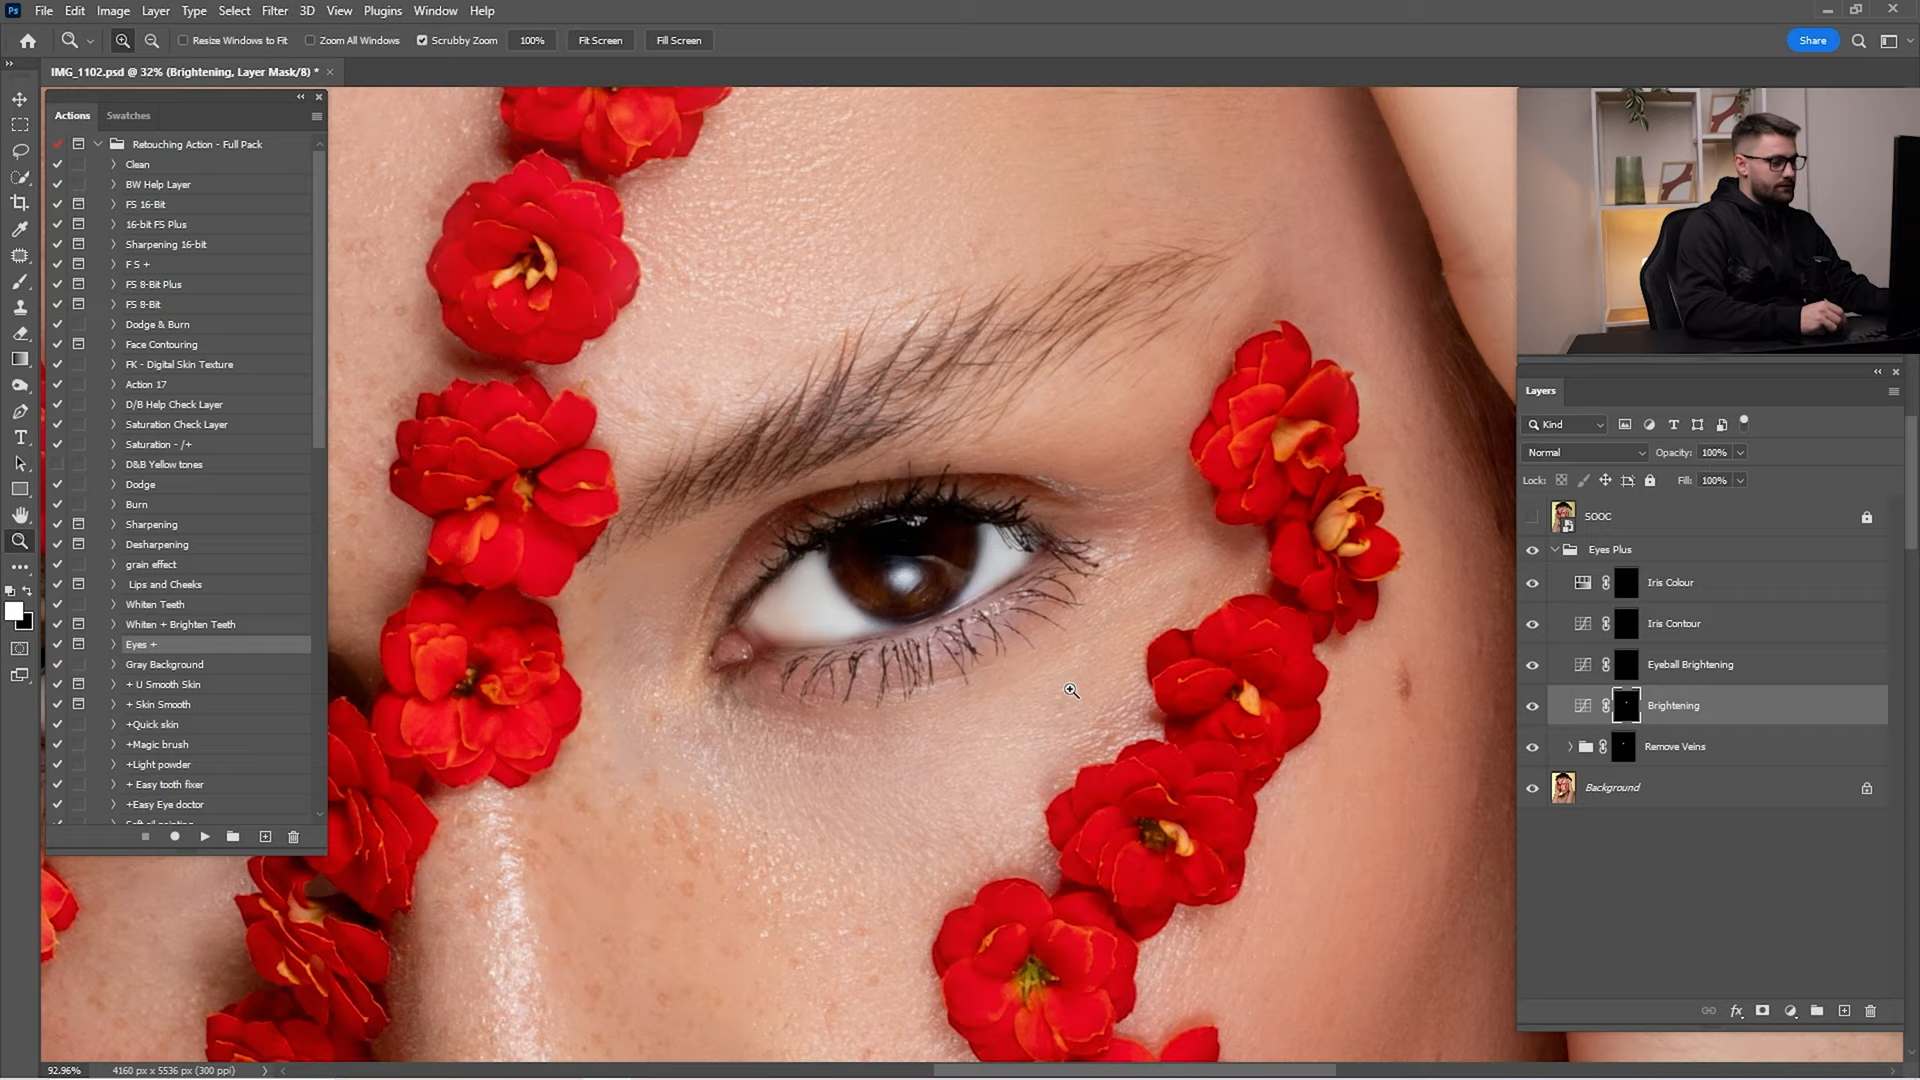 Ps File Edit Image Layer Type Select Filter 3D View Plugins Window Help
Resize Windows to Fit Zoom All Windows Scrubby Zoom 100% Fit Screen Fill Screen Share
IMG_1102.psd @ 32% (Brightening, Layer Mask/8) *
Actions Swatches
Retouching Action - Full Pack
Clean
BW Help Layer
FS 16-Bit
16-bit FS Plus
Sharpening 16-bit
F S +
FS 8-Bit Plus
FS 8-Bit
Dodge & Burn
Face Contouring
FK - Digital Skin Texture
Action 17
D/B Help Check Layer
Saturation Check Layer
Saturation - /+
D&B Yellow tones
Dodge
Burn
Sharpening
Desharpening
grain effect
Lips and Cheeks
Whiten Teeth
Whiten + Brighten Teeth
Eyes +
Gray Background
+ U Smooth Skin
+ Skin Smooth
+Quick skin
+Magic brush
+Light powder
+ Easy tooth fixer
+Easy Eye doctor
Layers
Kind
Normal Opacity: 100%
Lock: Fill: 100%
SOOC
Eyes Plus
Iris Colour
Iris Contour
Eyeball Brightening
Brightening
Remove Veins
Background
92.96% 4160 px x 5536 px (300 ppi)